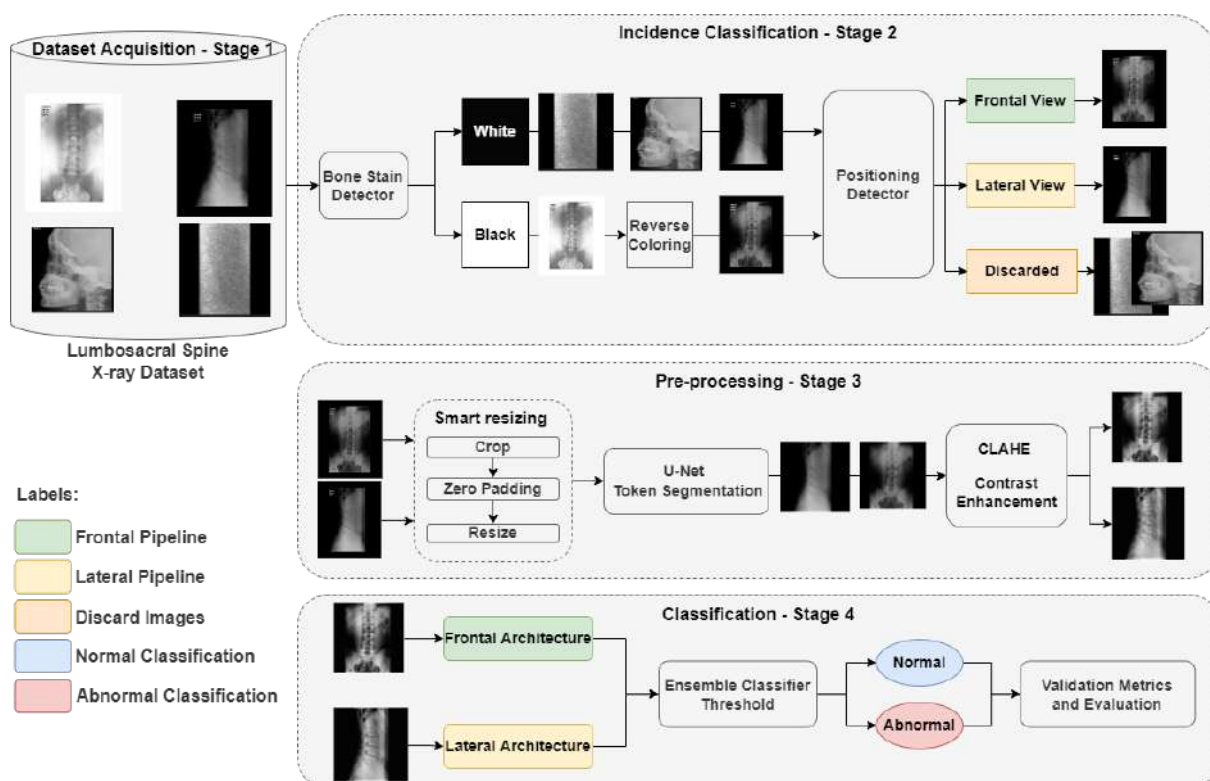 Dataset Acquisition - Stage 1
Lumbosacral Spine
X-ray Dataset
Incidence Classification - Stage 2
Bone Stain
Detector
White
Black
Reverse
Coloring
Positioning
Detector
Frontal View
Lateral View
Discarded
Pre-processing - Stage 3
Smart resizing
Crop
Zero Padding
Resize
U-Net
Token Segmentation
CLAHE
Contrast
Enhancement
Labels:
Frontal Pipeline
Lateral Pipeline
Discard Images
Normal Classification
Abnormal Classification
Classification - Stage 4
Frontal Architecture
Lateral Architecture
Ensemble Classifier
Threshold
Normal
Abnormal
Validation Metrics
and Evaluation